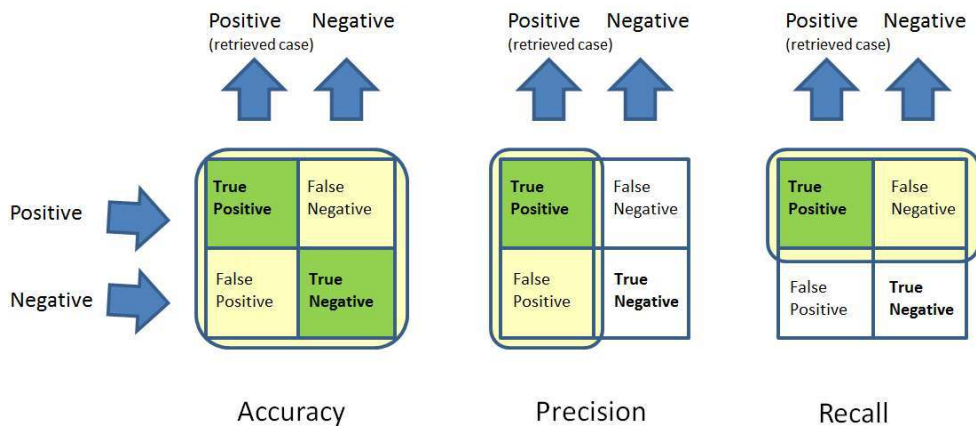 Positive Negative
(retrieved case)
Positive Negative
(retrieved case)
Positive Negative
(retrieved case)
Positive
Negative
True
Positive
False
Negative
False
Positive
True
Negative
True
Positive
False
Negative
False
Positive
True
Negative
True
Positive
False
Negative
False
Positive
True
Negative
Accuracy
Precision
Recall